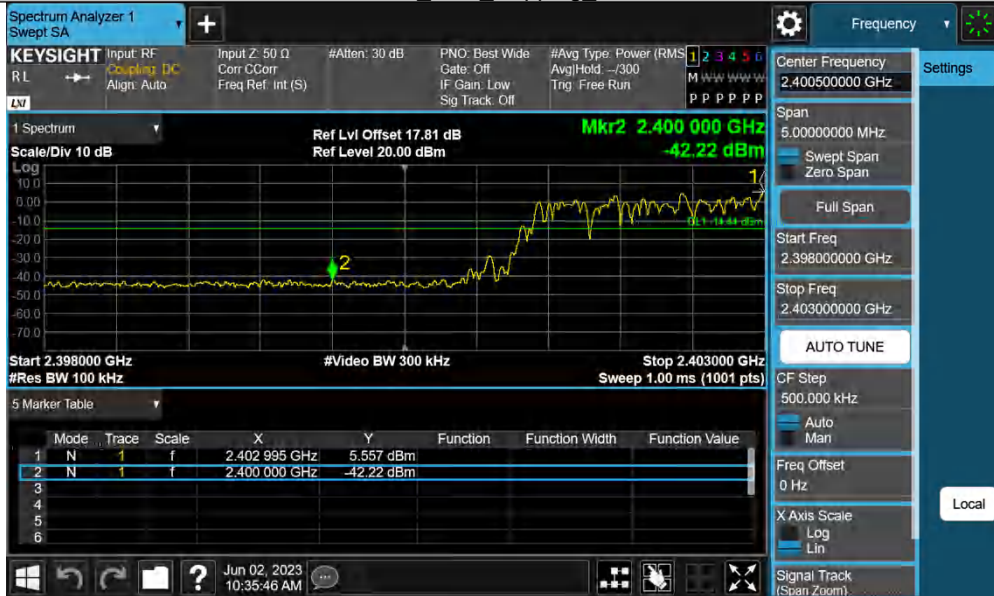 Spectrum Analyzer 1
Swept SA
+
Frequency
KEYSIGHT
RL
LXI
Input: RF
Coupling: DC
Align: Auto
Input Z: 50 Ω
Corr CCorr
Freq Ref: Int (S)
#Atten: 30 dB
PNO: Best Wide
Gate: Off
IF Gain: Low
Sig Track: Off
#Avg Type: Power (RMS
Avg|Hold: --/300
Trig: Free Run
1 2 3 4 5 6
M W W W W W
P P P P P P
1 Spectrum
Scale/Div 10 dB
Ref Lvl Offset 17.81 dB
Ref Level 20.00 dBm
Mkr2 2.400 000 GHz
-42.22 dBm
Log
10.0
0.00
-10.0
-20.0
-30.0
-40.0
-50.0
-60.0
-70.0
1
2
DL1 -14.44 dBm
Start 2.398000 GHz
#Res BW 100 kHz
#Video BW 300 kHz
Stop 2.403000 GHz
Sweep 1.00 ms (1001 pts)
5 Marker Table
Mode Trace Scale X Y Function Function Width Function Value
1 N 1 f 2.402 995 GHz 5.557 dBm
2 N 1 f 2.400 000 GHz -42.22 dBm
3
4
5
6
Center Frequency
2.400500000 GHz
Span
5.00000000 MHz
Swept Span
Zero Span
Full Span
Start Freq
2.398000000 GHz
Stop Freq
2.403000000 GHz
AUTO TUNE
CF Step
500.000 kHz
Auto
Man
Freq Offset
0 Hz
X Axis Scale
Log
Lin
Signal Track
(Span Zoom)
Settings
Local
?
Jun 02, 2023
10:35:46 AM